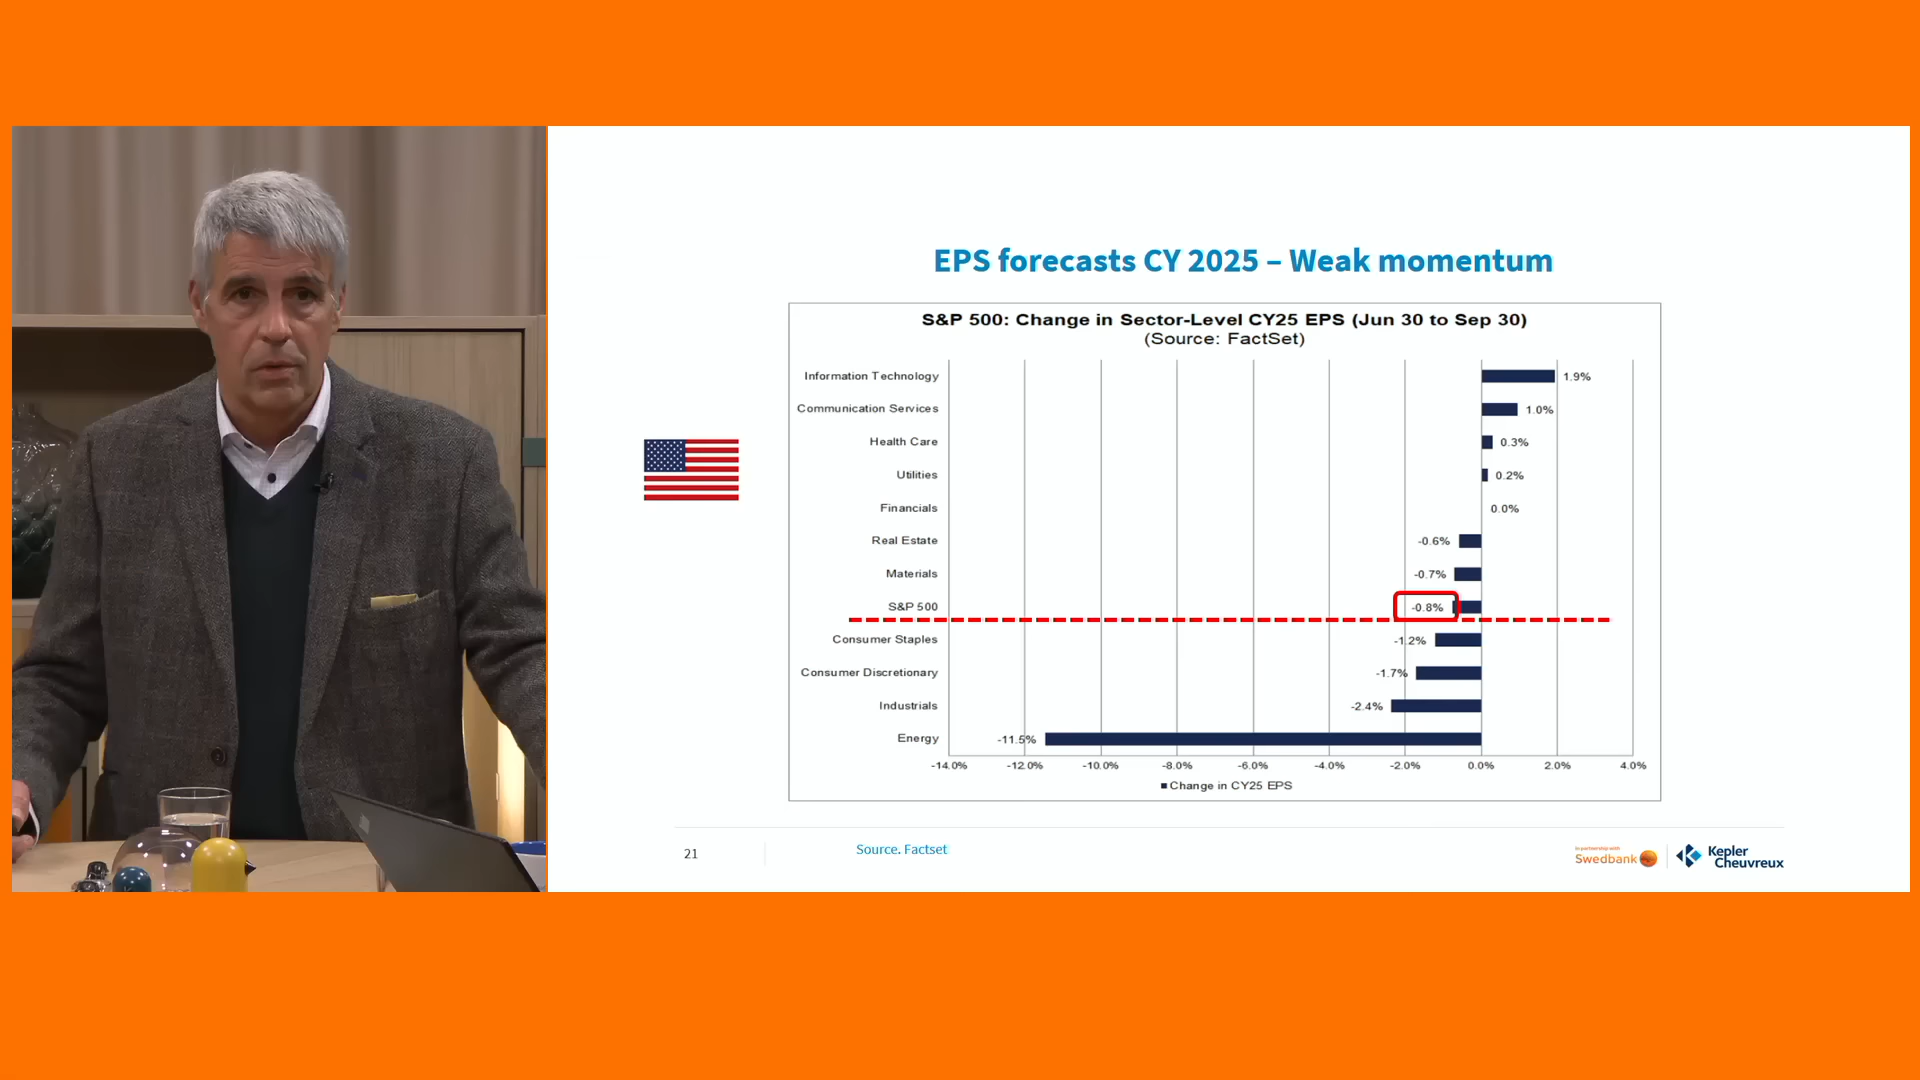 EPS forecasts CY 2025 – Weak momentum
S&P 500: Change in Sector-Level CY25 EPS (Jun 30 to Sep 30)
(Source: FactSet)
Information Technology 1.9%
Communication Services 1.0%
Health Care 0.3%
Utilities 0.2%
Financials 0.0%
Real Estate -0.6%
Materials -0.7%
S&P 500 -0.8%
Consumer Staples -1.2%
Consumer Discretionary -1.7%
Industrials -2.4%
Energy -11.5%
-14.0% -12.0% -10.0% -8.0% -6.0% -4.0% -2.0% 0.0% 2.0% 4.0%
Change in CY25 EPS
21
Source. Factset
In partnership with
Swedbank
Kepler
Cheuvreux